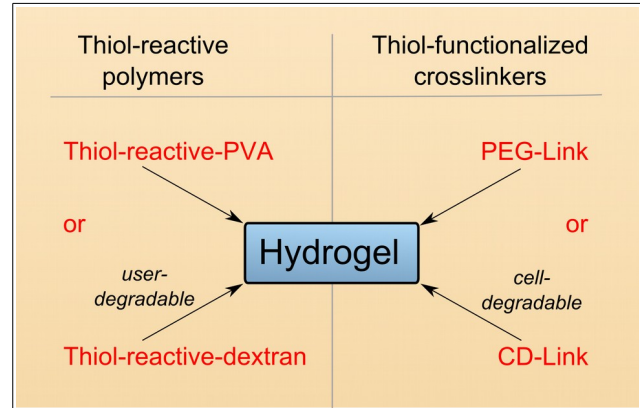 Thiol-reactive
polymers
Thiol-functionalized
crosslinkers
Thiol-reactive-PVA
PEG-Link
or
or
Hydrogel
user-
degradable
cell-
degradable
Thiol-reactive-dextran
CD-Link